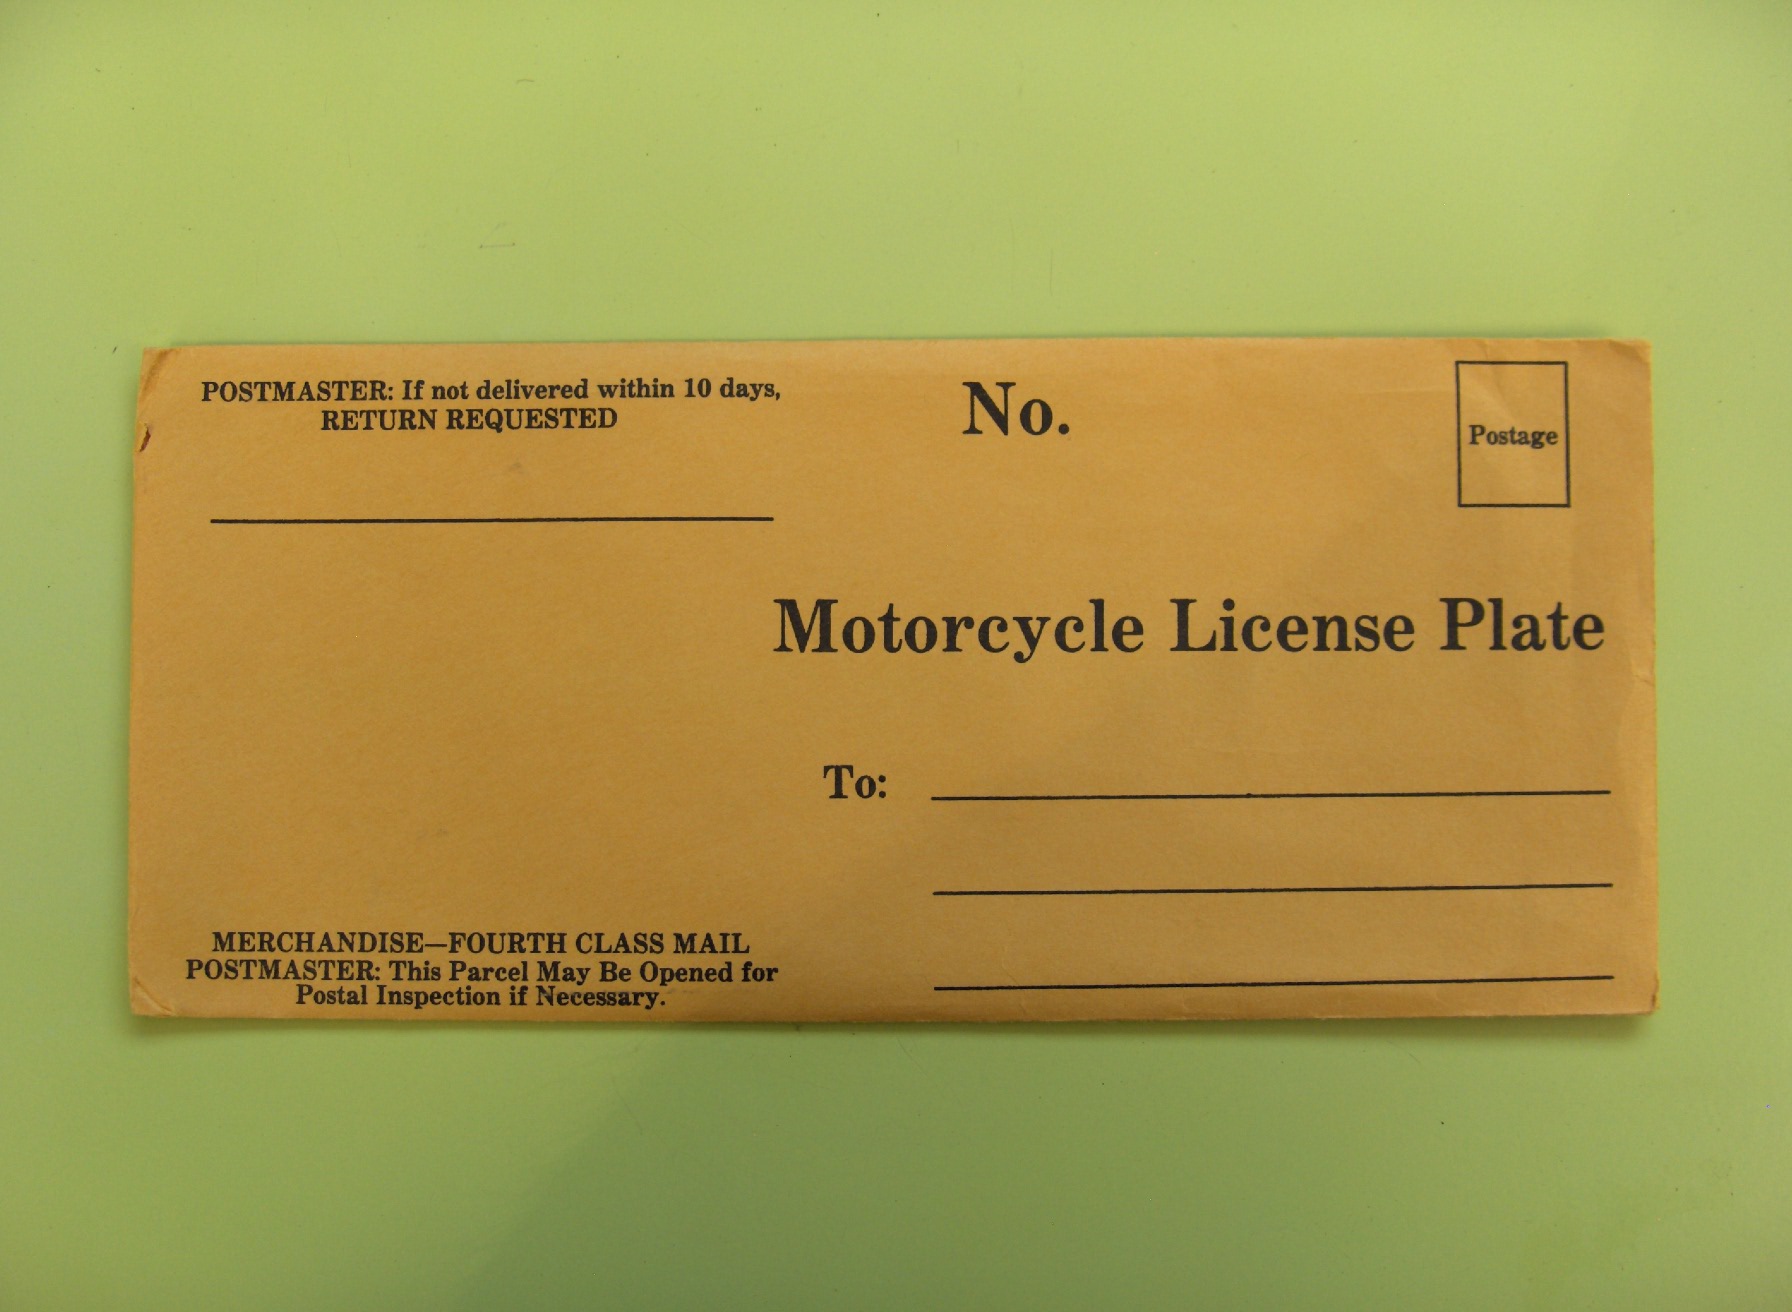 POSTMASTER: If not delivered within 10 days,
RETURN REQUESTED
No.
Postage
Motorcycle License Plate
To:
MERCHANDISE—FOURTH CLASS MAIL
POSTMASTER: This Parcel May Be Opened for
Postal Inspection if Necessary.